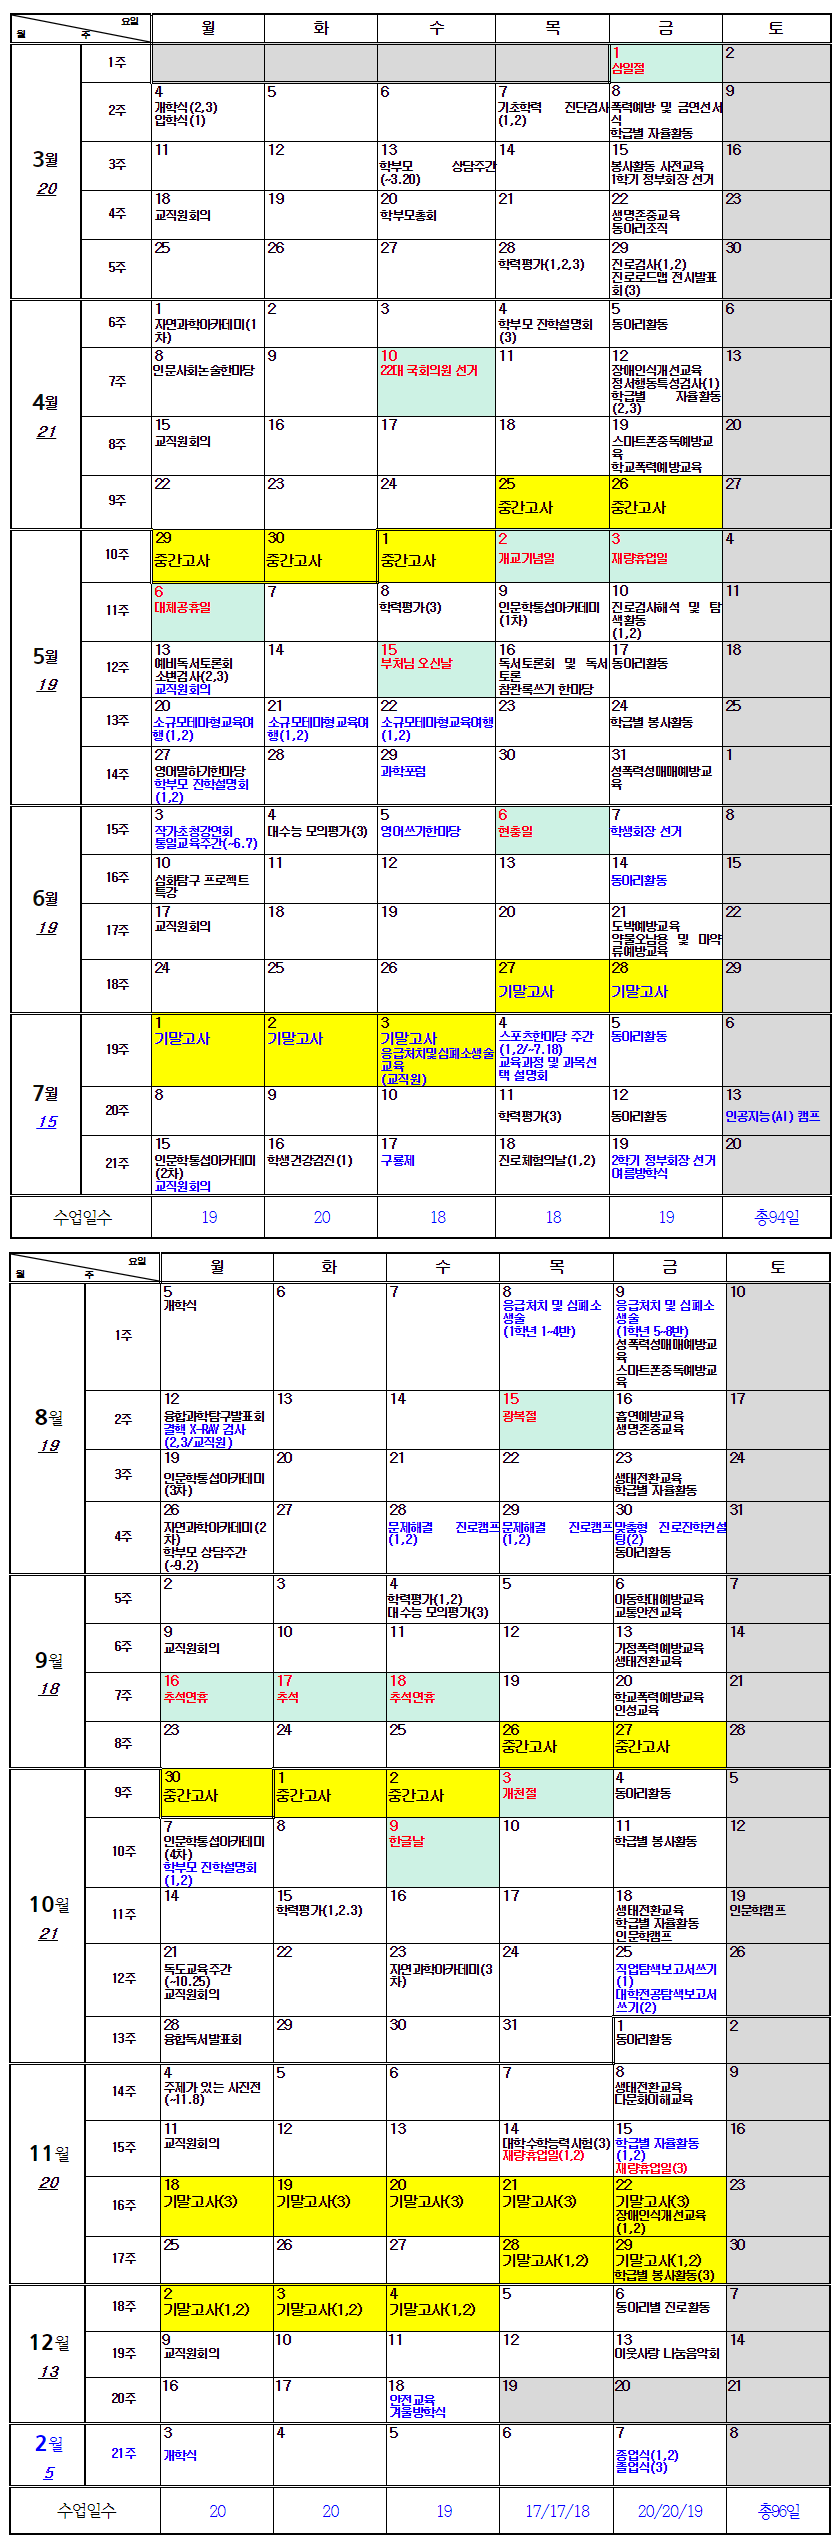 요일
월 주
월 화 수 목 금 토
3월
20
1주
1
삼일절
2
2주
4
개학식(2,3)
입학식(1)
5
6
7
기초학력 진단검사
(1,2)
8
폭력예방 및 금연선서
식
학급별 자율활동
9
3주
11
12
13
학부모 상담주간
(~3.20)
14
15
봉사활동 사전교육
1학기 정부회장 선거
16
4주
18
교직원회의
19
20
학부모총회
21
22
생명존중교육
동아리조직
23
5주
25
26
27
28
학력평가(1,2,3)
29
진로검사(1,2)
진로로드맵 전시발표
회(3)
30
4월
21
6주
1
자연과학아카데미(1
차)
2
3
4
학부모 진학설명회
(3)
5
동아리활동
6
7주
8
인문사회논술한마당
9
10
22대 국회의원 선거
11
12
장애인식개선교육
정서행동특성검사(1)
학급별 자율활동
(2,3)
13
8주
15
교직원회의
16
17
18
19
스마트폰중독예방교
육
학교폭력예방교육
20
9주
22
23
24
25
중간고사
26
중간고사
27
5월
19
10주
29
중간고사
30
중간고사
1
중간고사
2
개교기념일
3
재량휴업일
4
11주
6
대체공휴일
7
8
학력평가(3)
9
인문학통섭아카데미
(1차)
10
진로검사해석 및 탐
색활동
(1,2)
11
12주
13
예비독서토론회
소변검사(2,3)
교직원회의
14
15
부처님 오신날
16
독서토론회 및 독서
토론
참관록쓰기 한마당
17
동아리활동
18
13주
20
소규모테마형교육여
행(1,2)
21
소규모테마형교육여
행(1,2)
22
소규모테마형교육여행
(1,2)
23
24
학급별 봉사활동
25
14주
27
영어말하기한마당
학부모 진학설명회
(1,2)
28
29
과학포럼
30
31
성폭력성매매예방교
육
1
6월
19
15주
3
작가초청강연회
통일교육주간(~6.7)
4
대수능 모의평가(3)
5
영어쓰기한마당
6
현충일
7
학생회장 선거
8
16주
10
심화탐구 프로젝트
특강
11
12
13
14
동아리활동
15
17주
17
교직원회의
18
19
20
21
도박예방교육
약물오남용 및 마약
류예방교육
22
18주
24
25
26
27
기말고사
28
기말고사
29
7월
15
19주
1
기말고사
2
기말고사
3
기말고사
응급처치및심폐소생술
교육
(교직원)
4
스포츠한마당 주간
(1,2/~7.18)
교육과정 및 과목선
택 설명회
5
동아리활동
6
20주
8
9
10
11
학력평가(3)
12
동아리활동
13
인공지능(AI) 캠프
21주
15
인문학통섭아카데미
(2차)
교직원회의
16
학생건강검진(1)
17
구룡제
18
진로체험의날(1,2)
19
2학기 정부회장 선거
여름방학식
20
수업일수 19 20 18 18 19 총94일
요일
월 주
월 화 수 목 금 토
8월
19
1주
5
개학식
6
7
8
응급처치 및 심폐소
생술
(1학년 1~4반)
9
응급처치 및 심폐소
생술
(1학년 5~8반)
성폭력성매매예방교
육
스마트폰중독예방교
육
10
2주
12
융합과학탐구발표회
결핵 X-RAY 검사
(2,3/교직원)
13
14
15
광복절
16
흡연예방교육
생명존중교육
17
3주
19
인문학통섭아카데미
(3차)
20
21
22
23
생태전환교육
학급별 자율활동
24
4주
26
자연과학아카데미(2
차)
학부모 상담주간
(~9.2)
27
28
문제해결 진로캠프
(1,2)
29
문제해결 진로캠프
(1,2)
30
맞춤형 진로진학컨설
팅(2)
동아리활동
31
9월
18
5주
2
3
4
학력평가(1,2)
대수능 모의평가(3)
5
6
아동학대예방교육
교통안전교육
7
6주
9
교직원회의
10
11
12
13
가정폭력예방교육
생태전환교육
14
7주
16
추석연휴
17
추석
18
추석연휴
19
20
학교폭력예방교육
인성교육
21
8주
23
24
25
26
중간고사
27
중간고사
28
10월
21
9주
30
중간고사
1
중간고사
2
중간고사
3
개천절
4
동아리활동
5
10주
7
인문학통섭아카데미
(4차)
학부모 진학설명회
(1,2)
8
9
한글날
10
11
학급별 봉사활동
12
11주
14
15
학력평가(1,2.3)
16
17
18
생태전환교육
학급별 자율활동
인문학캠프
19
인문학캠프
12주
21
독도교육주간
(~10.25)
교직원회의
22
23
자연과학아카데미(3
차)
24
25
직업탐색보고서쓰기
(1)
대학전공탐색보고서
쓰기(2)
26
13주
28
융합독서발표회
29
30
31
1
동아리활동
2
11월
20
14주
4
주제가 있는 사진전
(~11.8)
5
6
7
8
생태전환교육
다문화이해교육
9
15주
11
교직원회의
12
13
14
대학수학능력시험(3)
재량휴업일(1,2)
15
학급별 자율활동
(1,2)
재량휴업일(3)
16
16주
18
기말고사(3)
19
기말고사(3)
20
기말고사(3)
21
기말고사(3)
22
기말고사(3)
장애인식개선교육
(1,2)
23
17주
25
26
27
28
기말고사(1,2)
29
기말고사(1,2)
학급별 봉사활동(3)
30
12월
13
18주
2
기말고사(1,2)
3
기말고사(1,2)
4
기말고사(1,2)
5
6
동아리별 진로활동
7
19주
9
교직원회의
10
11
12
13
이웃사랑 나눔음악회
14
20주
16
17
18
안전교육
겨울방학식
19
20
21
2월
5
21주
3
개학식
4
5
6
7
종업식(1,2)
졸업식(3)
8
수업일수 20 20 19 17/17/18 20/20/19 총96일